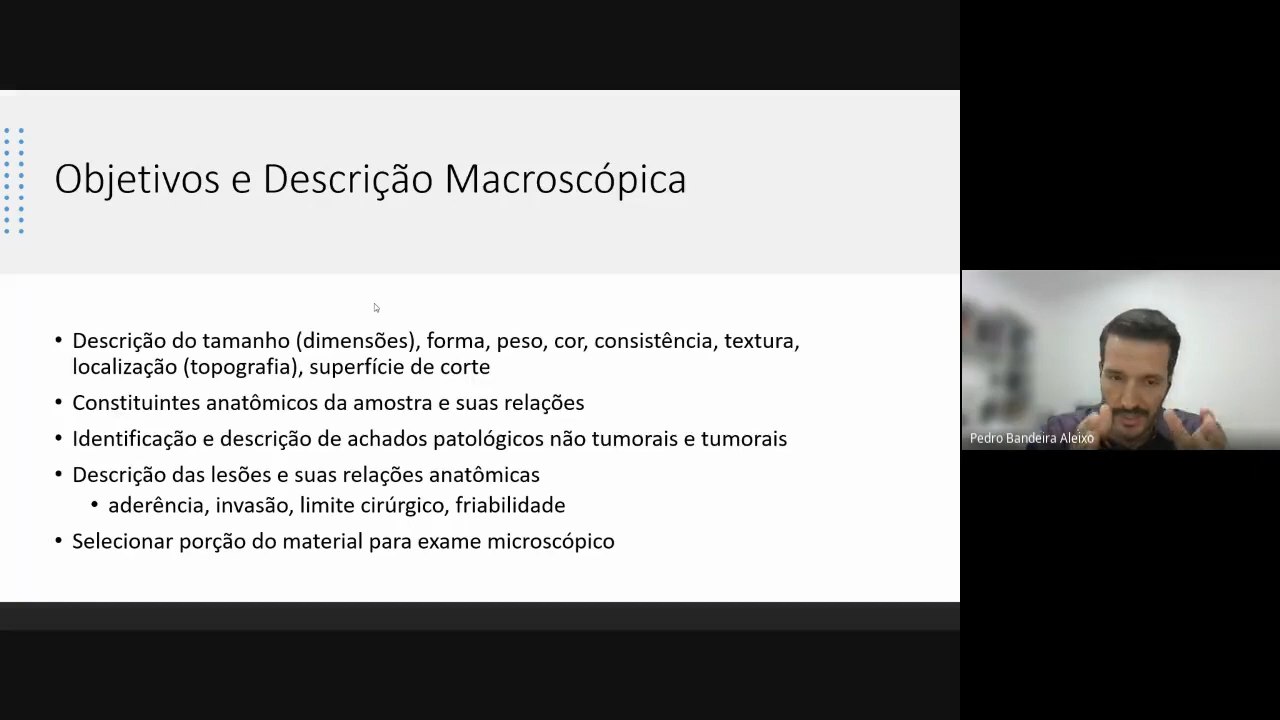 Objetivos e Descrição Macroscópica
• Descrição do tamanho (dimensões), forma, peso, cor, consistência, textura,
localização (topografia), superfície de corte
• Constituintes anatômicos da amostra e suas relações
• Identificação e descrição de achados patológicos não tumorais e tumorais
• Descrição das lesões e suas relações anatômicas
• aderência, invasão, limite cirúrgico, friabilidade
• Selecionar porção do material para exame microscópico
Pedro Bandeira Aleixo